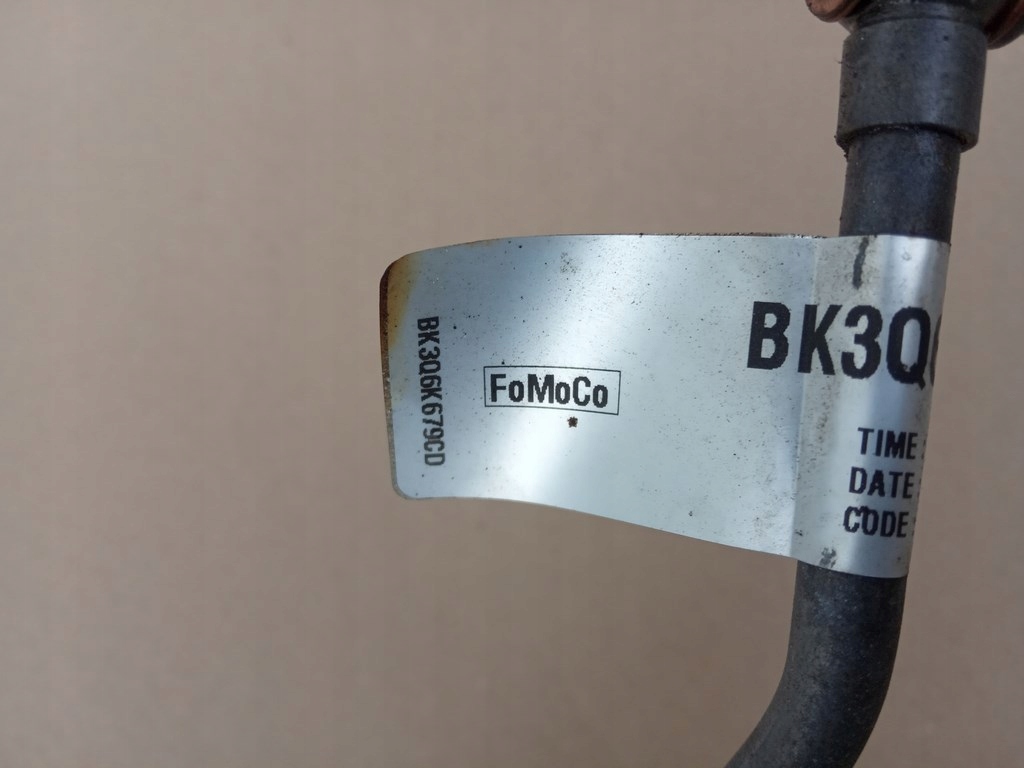 BK3Q6K679CD
FoMoCo
BK3Q
TIME:
DATE:
CODE: